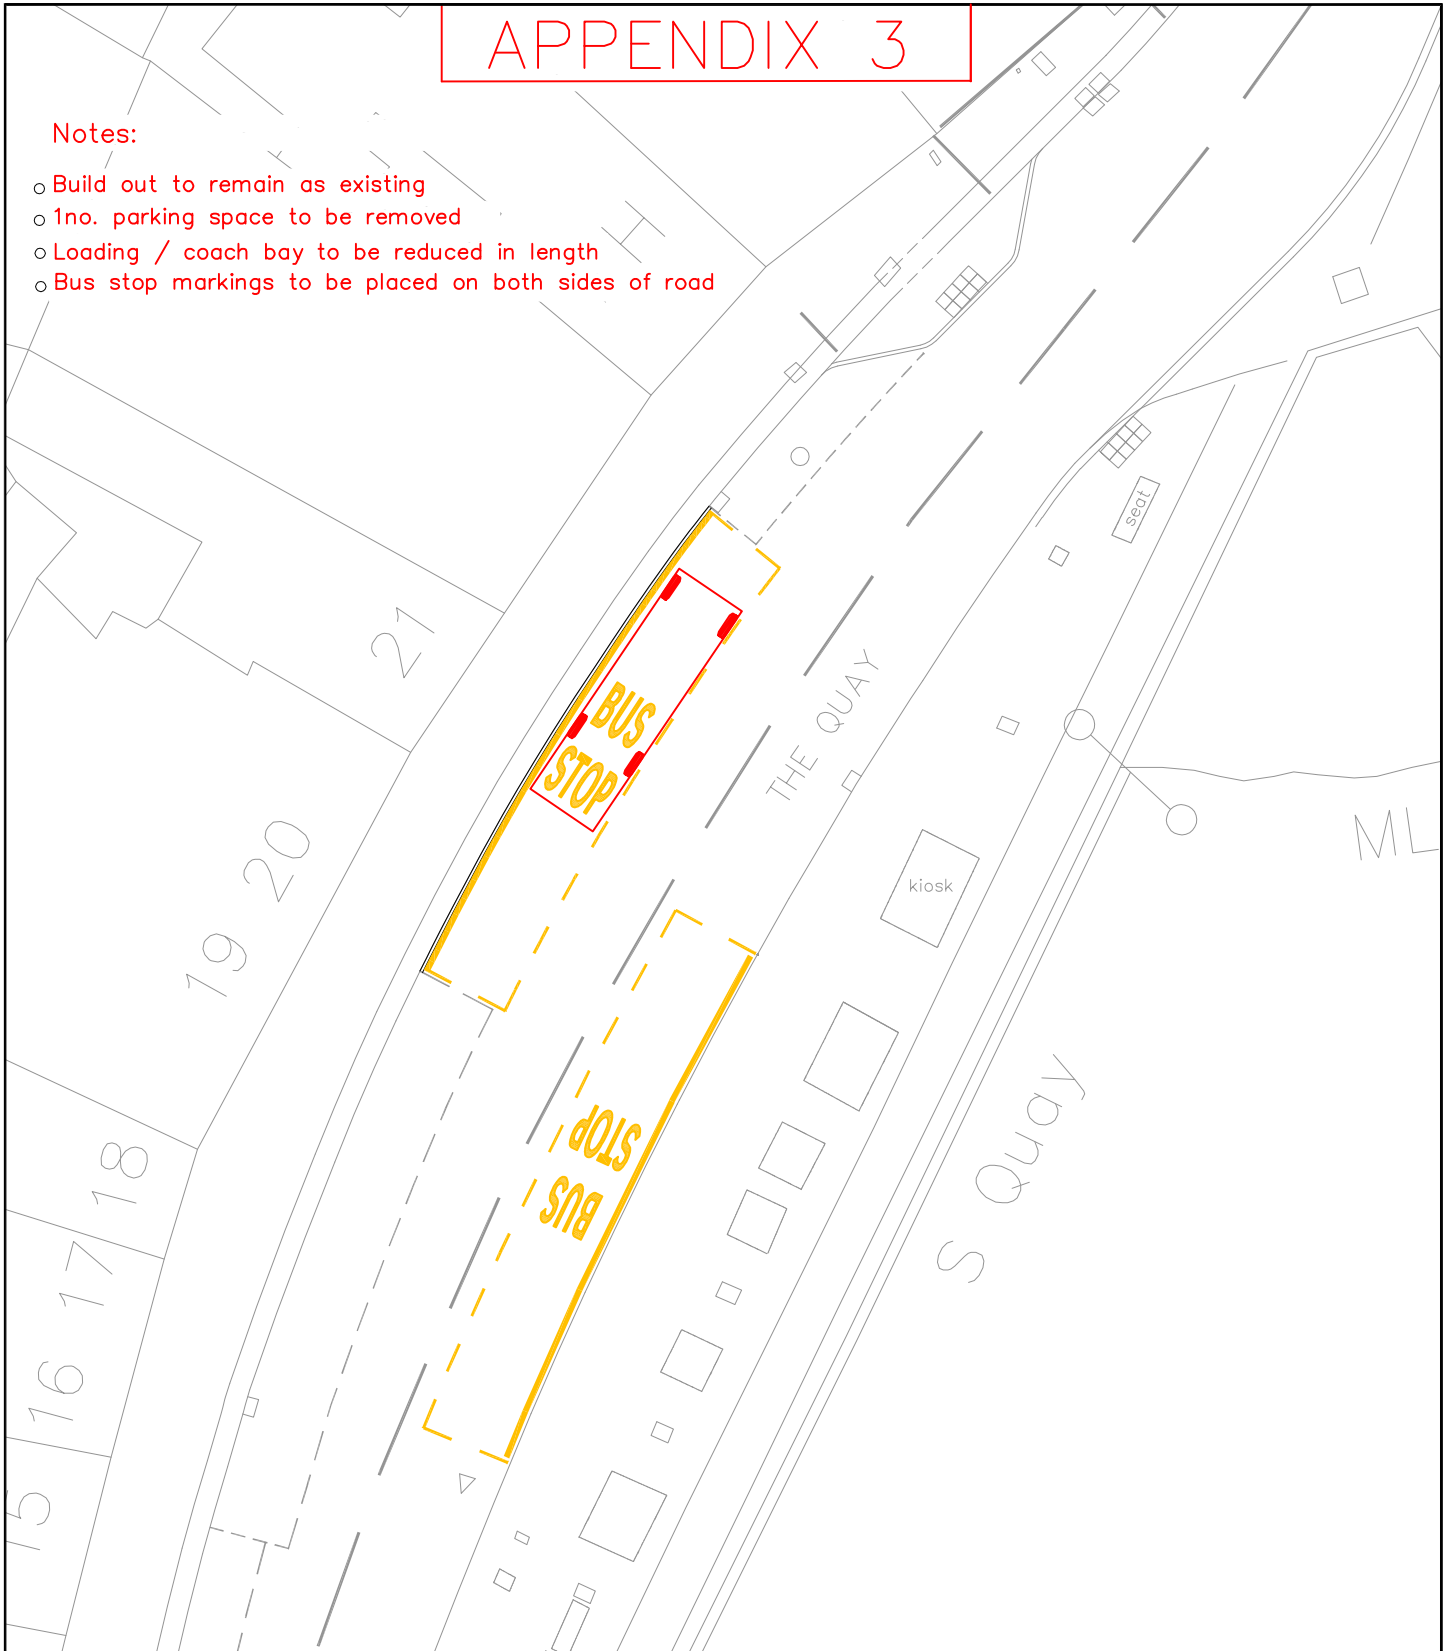 APPENDIX 3
Notes:
Build out to remain as existing
1no. parking space to be removed
Loading / coach bay to be reduced in length
Bus stop markings to be placed on both sides of road
H
seat
21
BUS
STOP
THE QUAY
ML
kiosk
20
19
STOP
BUS
S Quay
18
17
16
15